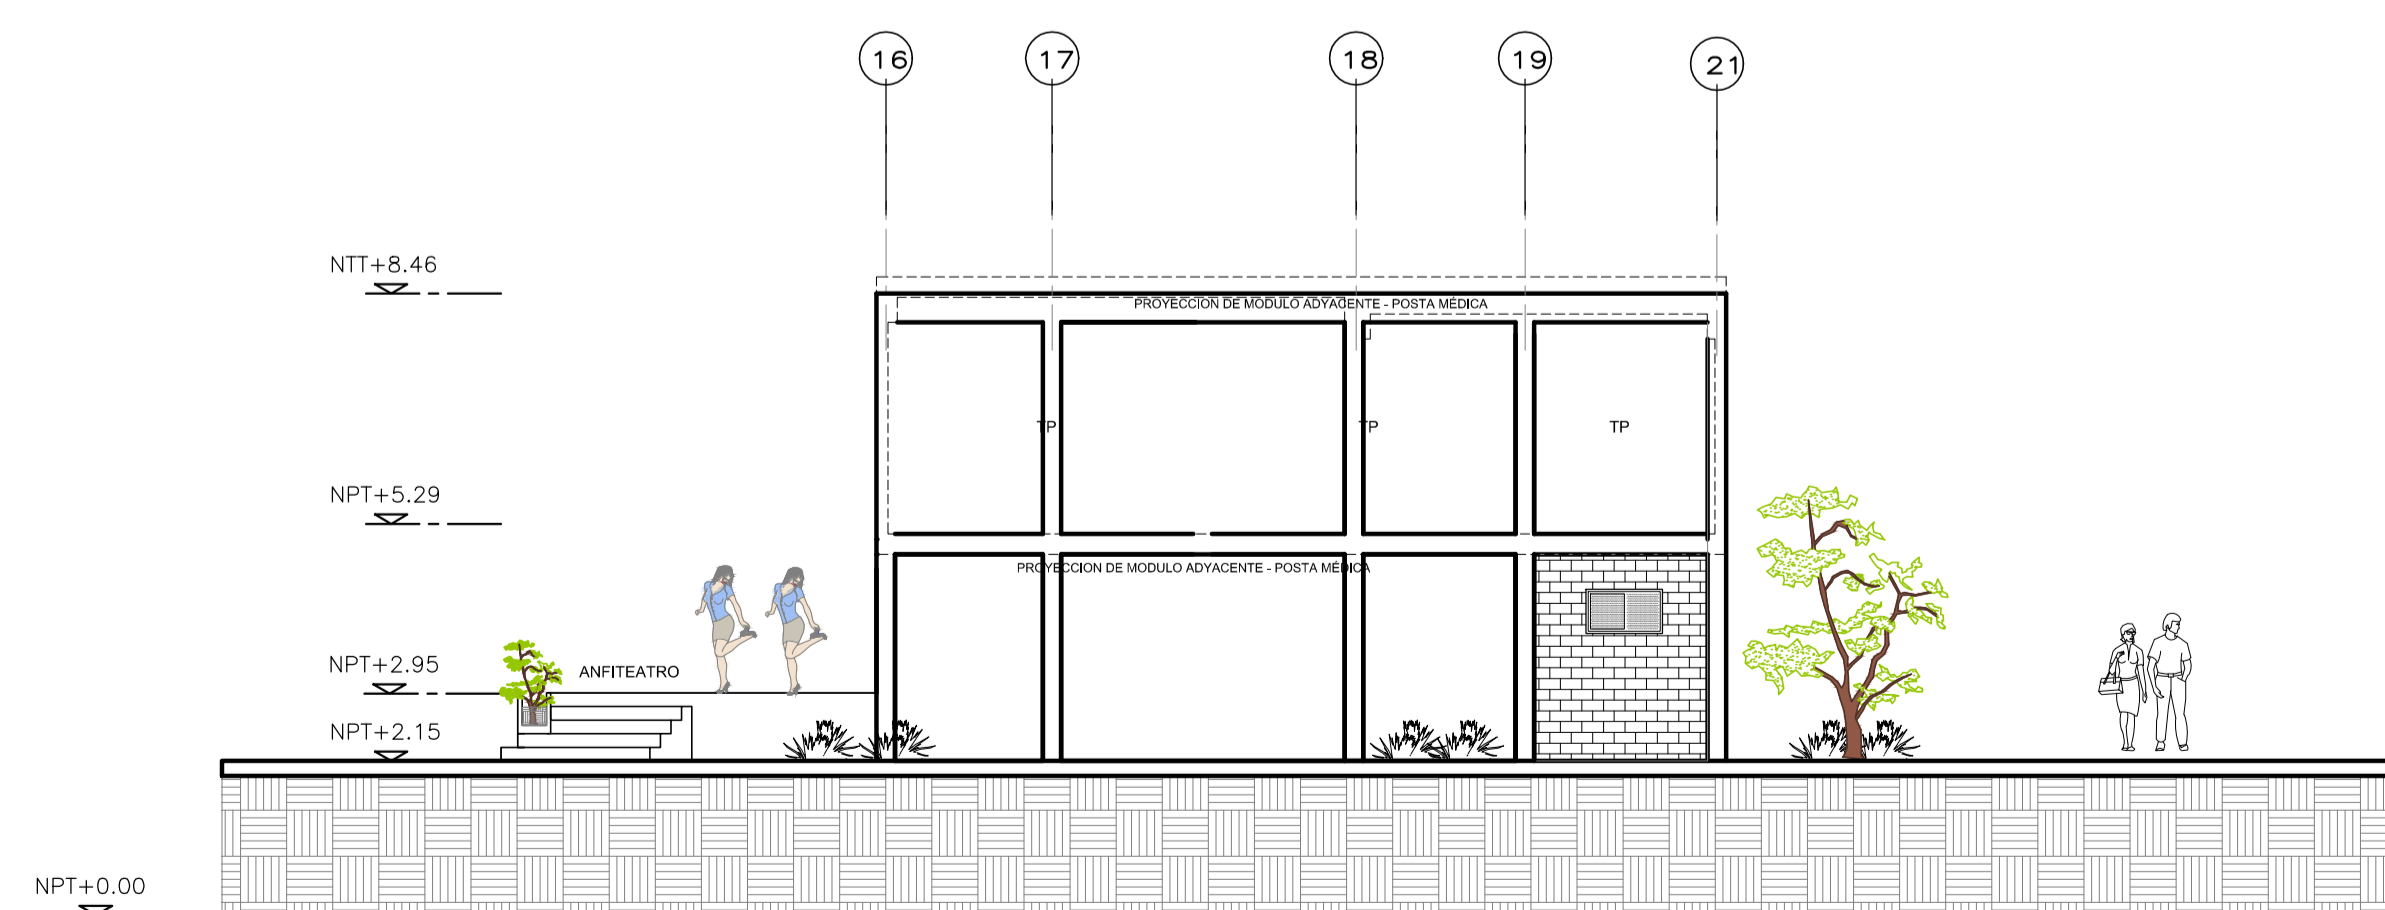 16 17 18 19 21
NTT+8.46
PROYECCION DE MODULO ADYACENTE - POSTA MÉDICA
TP TP TP
NPT+5.29
PROYECCION DE MODULO ADYACENTE - POSTA MÉDICA
NPT+2.95
ANFITEATRO
NPT+2.15
NPT+0.00